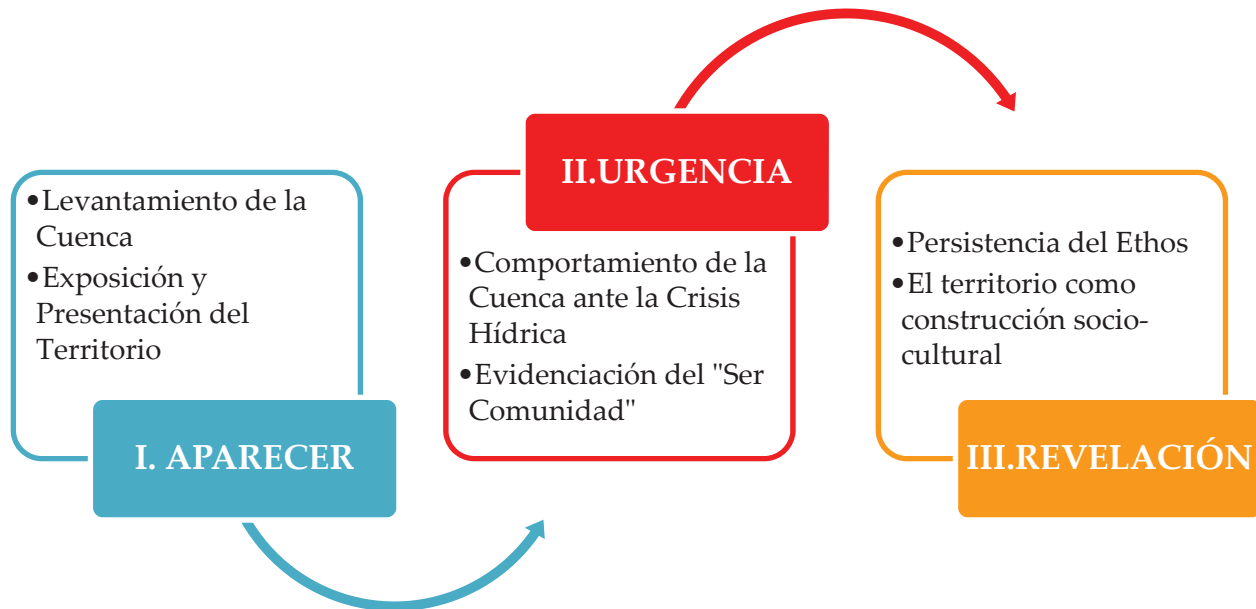 •Levantamiento de la
Cuenca
•Exposición y
Presentación del
Territorio
I. APARECER
II.URGENCIA
•Comportamiento de la
Cuenca ante la Crisis
Hídrica
•Evidenciación del "Ser
Comunidad"
•Persistencia del Ethos
•El territorio como
construcción socio-
cultural
III.REVELACIÓN